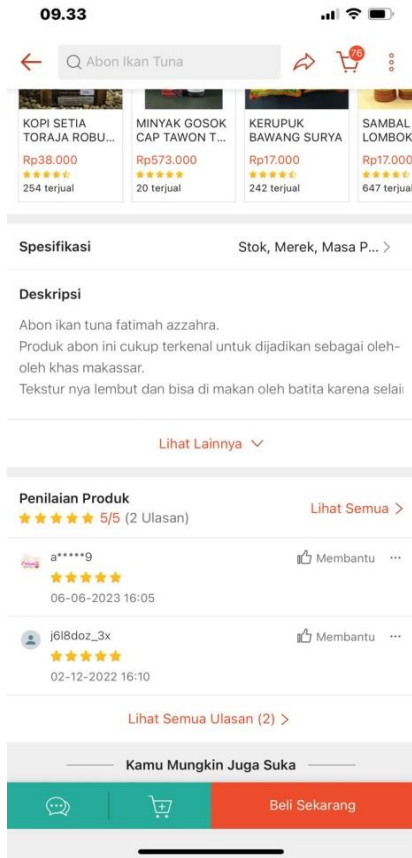 09.33
Abon Ikan Tuna
76
KOPI SETIA
TORAJA ROBU...
Rp38.000
254 terjual
MINYAK GOSOK
CAP TAWON T...
Rp573.000
20 terjual
KERUPUK
BAWANG SURYA
Rp17.000
242 terjual
SAMBAL
LOMBOK
Rp17.000
647 terjual
Spesifikasi
Stok, Merek, Masa P... >
Deskripsi
Abon ikan tuna fatimah azzahra.
Produk abon ini cukup terkenal untuk dijadikan sebagai oleh-
oleh khas makassar.
Tekstur nya lembut dan bisa di makan oleh batita karena selai
Lihat Lainnya
Penilaian Produk
5/5 (2 Ulasan)
Lihat Semua >
a*****9
Membantu ...
06-06-2023 16:05
j6l8doz_3x
Membantu ...
02-12-2022 16:10
Lihat Semua Ulasan (2) >
Kamu Mungkin Juga Suka
Beli Sekarang